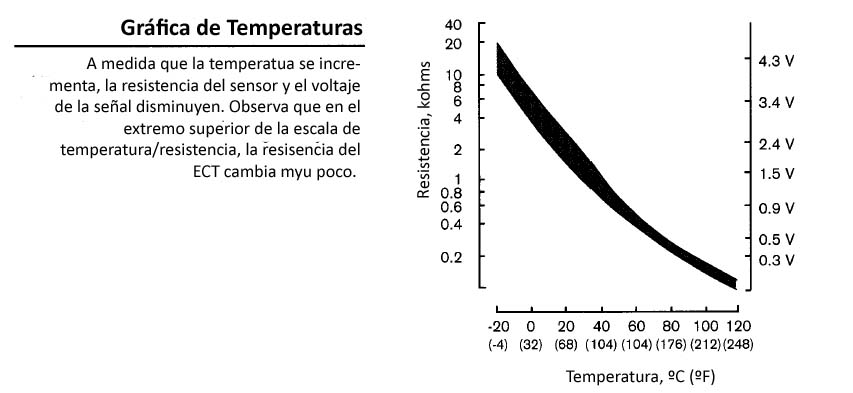 Gráfica de Temperaturas
A medida que la temperatua se incre-
menta, la resistencia del sensor y el voltaje
de la señal disminuyen. Observa que en el
extremo superior de la escala de
temperatura/resistencia, la resisencia del
ECT cambia myu poco.
Resistencia, kohms
40
20
10
8
6
4
2
1
0.8
0.6
0.4
0.2
4.3 V
3.4 V
2.4 V
1.5 V
0.9 V
0.5 V
0.3 V
-20 0 20 40 60 80 100 120
(-4) (32) (68) (104) (104) (176) (212) (248)
Temperatura, ºC (ºF)